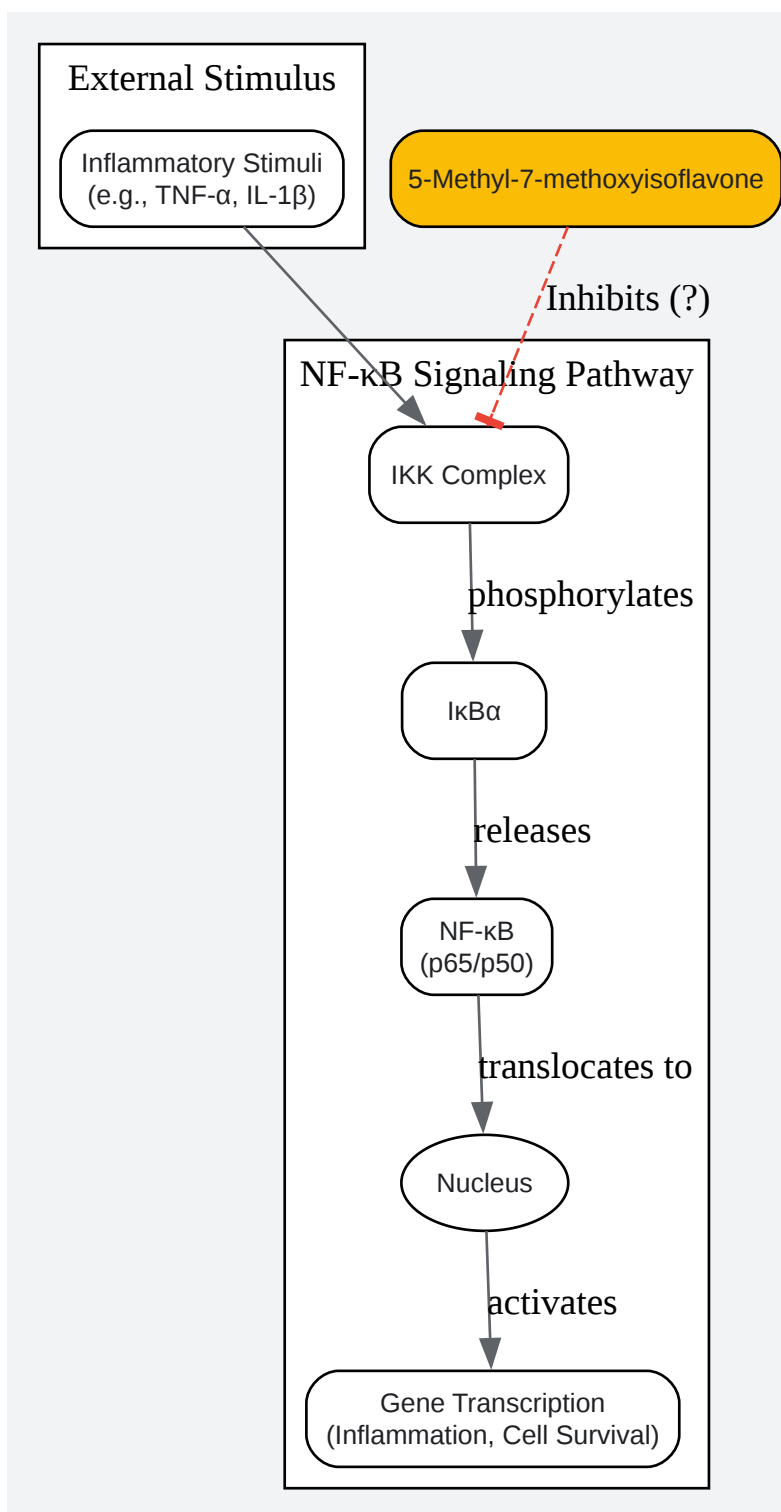 External Stimulus
Inflammatory Stimuli
(e.g., TNF-α, IL-1β)
5-Methyl-7-methoxyisoflavone
Inhibits (?)
NF-κB Signaling Pathway
IKK Complex
phosphorylates
IκBα
releases
NF-κB
(p65/p50)
translocates to
Nucleus
activates
Gene Transcription
(Inflammation, Cell Survival)